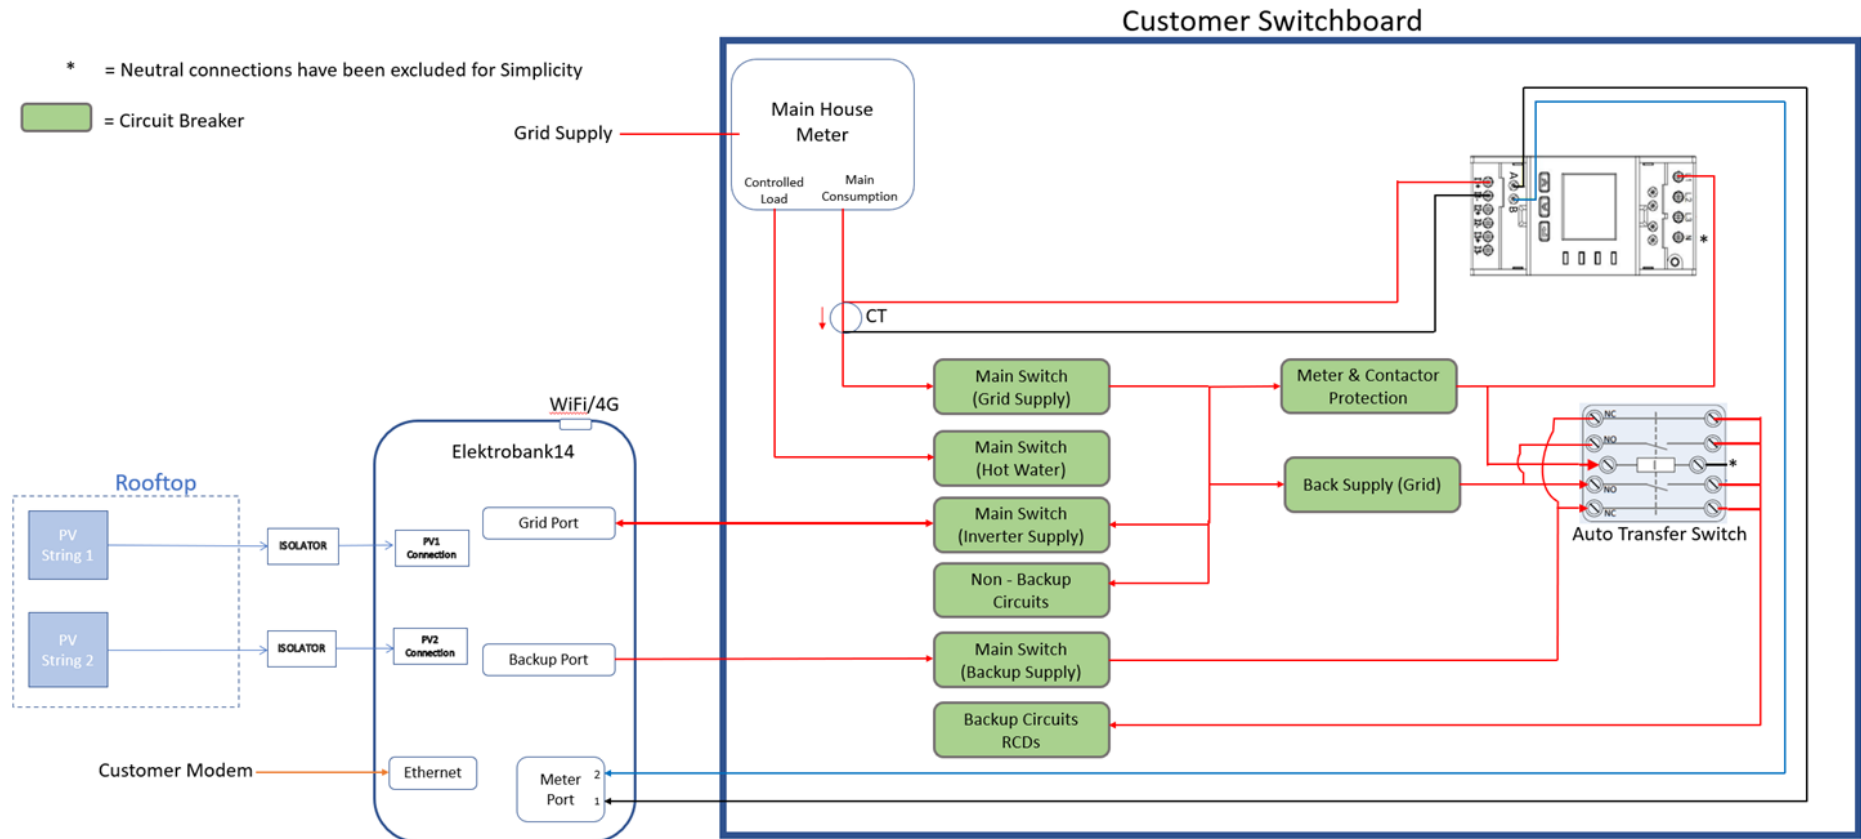 Customer Switchboard
* = Neutral connections have been excluded for Simplicity
= Circuit Breaker
Grid Supply
Main House
Meter
Controlled
Load
Main
Consumption
A
B
L1
L2
L3
N
*
CT
Main Switch
(Grid Supply)
Meter & Contactor
Protection
Main Switch
(Hot Water)
Back Supply (Grid)
NC
NO
*
NO
NC
Auto Transfer Switch
Main Switch
(Inverter Supply)
Non - Backup
Circuits
Main Switch
(Backup Supply)
Backup Circuits
RCDs
WiFi/4G
Elektrobank14
Rooftop
PV
String 1
ISOLATOR
PV1
Connection
Grid Port
PV
String 2
ISOLATOR
PV2
Connection
Backup Port
Customer Modem
Ethernet
Meter
Port
2
1